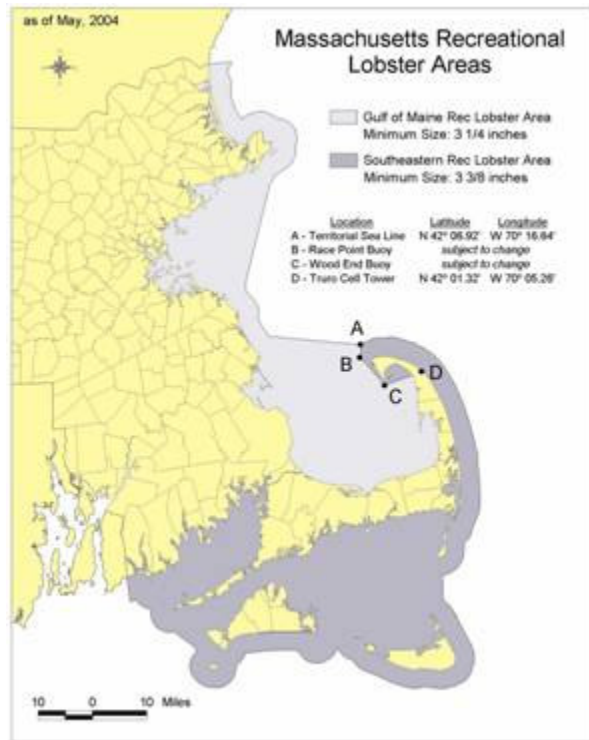 as of May, 2004
Massachusetts Recreational
Lobster Areas
Gulf of Maine Rec Lobster Area
Minimum Size: 3 1/4 inches
Southeastern Rec Lobster Area
Minimum Size: 3 3/8 inches
Location Latitude Longitude
A - Territorial Sea Line N 42° 06.92' W 70° 16.64'
B - Race Point Buoy subject to change
C - Wood End Buoy subject to change
D - Truro Cell Tower N 42° 01.32' W 70° 05.26'
A
B
C
D
10 0 10 Miles